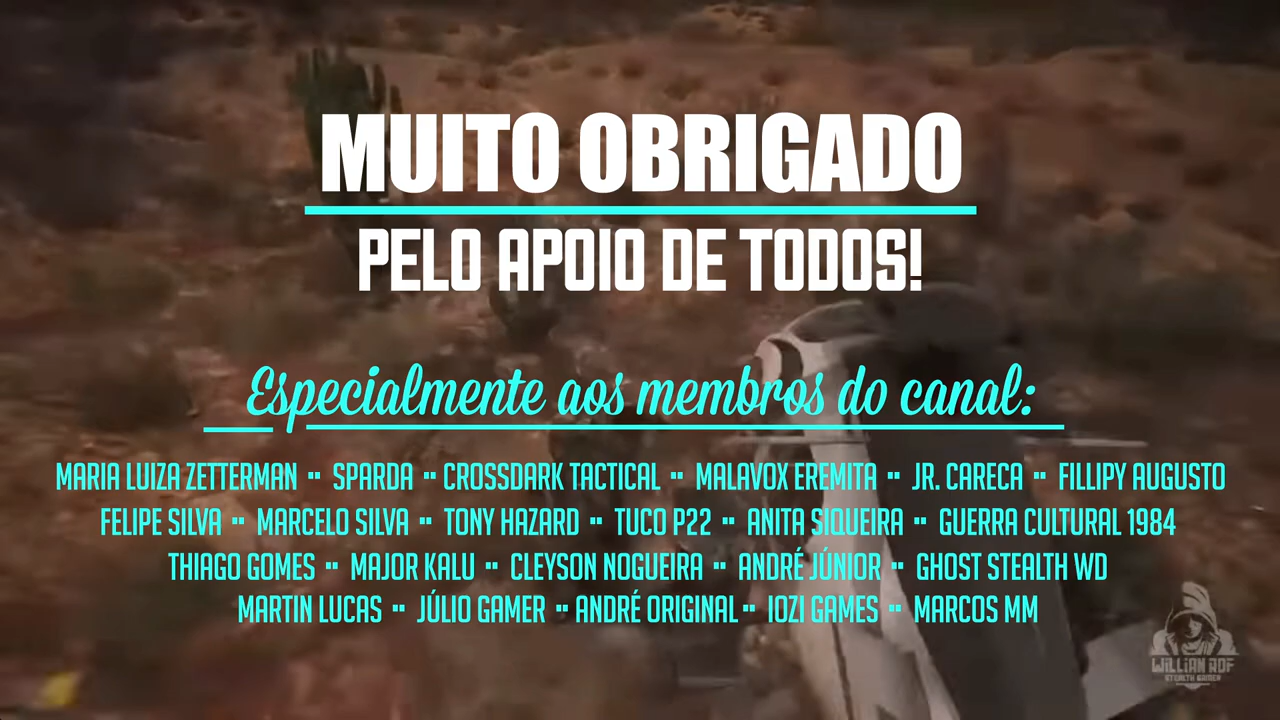 MUITO OBRIGADO
PELO APOIO DE TODOS!
Especialmente aos membros do canal:
MARIA LUIZA ZETTERMAN ·· SPARDA ·· CROSSDARK TACTICAL ·· MALAVOX EREMITA ·· JR. CARECA ·· FILLIPY AUGUSTO
FELIPE SILVA ·· MARCELO SILVA ·· TONY HAZARD ·· TUCO P22 ·· ANITA SIQUEIRA ·· GUERRA CULTURAL 1984
THIAGO GOMES ·· MAJOR KALU ·· CLEYSON NOGUEIRA ·· ANDRÉ JÚNIOR ·· GHOST STEALTH WD
MARTIN LUCAS ·· JÚLIO GAMER ·· ANDRÉ ORIGINAL ·· IOZI GAMES ·· MARCOS MM
WILLIAN RDF
STEALTH GAMER